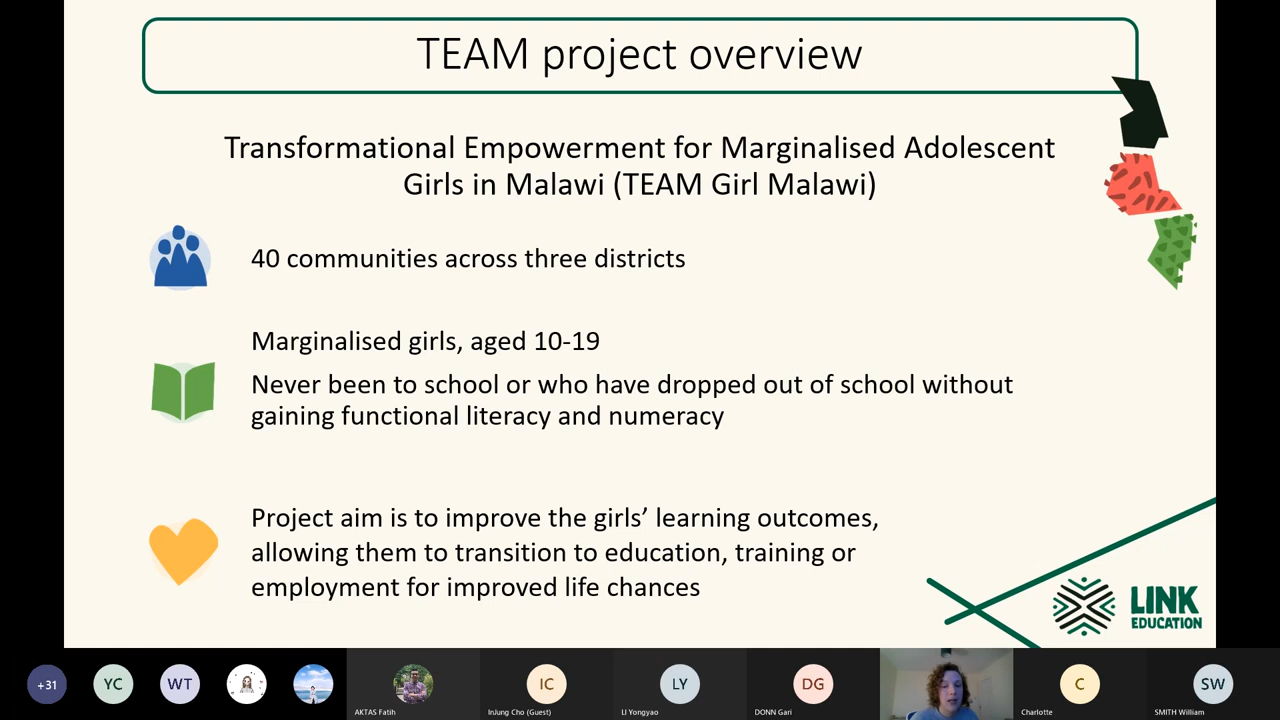 TEAM project overview
Transformational Empowerment for Marginalised Adolescent
Girls in Malawi (TEAM Girl Malawi)
40 communities across three districts
Marginalised girls, aged 10-19
Never been to school or who have dropped out of school without
gaining functional literacy and numeracy
Project aim is to improve the girls’ learning outcomes,
allowing them to transition to education, training or
employment for improved life chances
LINK
EDUCATION
+31
YC
WT
AKTAS Fatih
IC
InJung Cho (Guest)
LY
LI Yongyao
DG
DONN Gari
C
Charlotte
SW
SMITH William